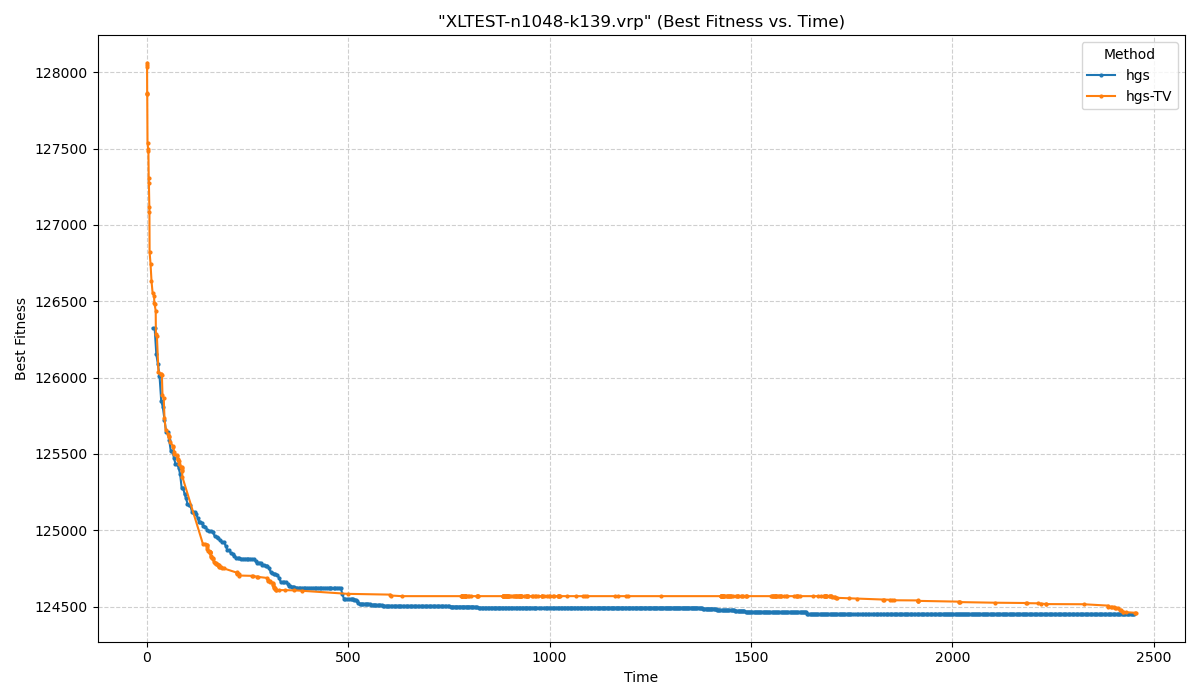 "XLTEST-n1048-k139.vrp" (Best Fitness vs. Time)
Method
hgs
hgs-TV
128000
127500
127000
126500
126000
125500
125000
124500
Best Fitness
0
500
1000
1500
2000
2500
Time